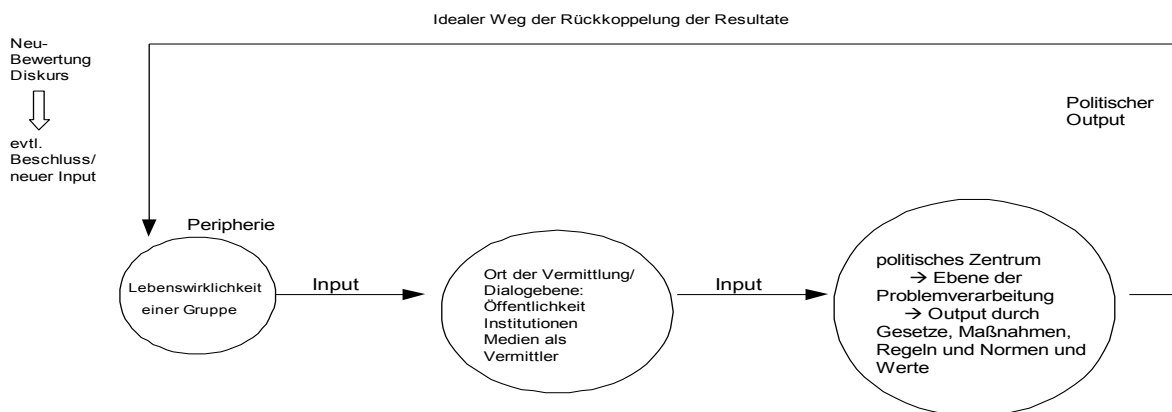 Idealer Weg der Rückkoppelung der Resultate
Neu-
Bewertung
Diskurs
evtl.
Beschluss/
neuer Input
Politischer
Output
Peripherie
Lebenswirklichkeit
einer Gruppe
Input
Ort der Vermittlung/
Dialogebene:
Öffentlichkeit
Institutionen
Medien als
Vermittler
Input
politisches Zentrum
→ Ebene der
Problemverarbeitung
→ Output durch
Gesetze, Maßnahmen,
Regeln und Normen und
Werte